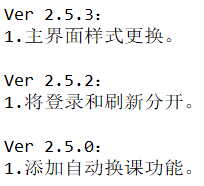 Ver 2.5.3:
1.主界面样式更换。
Ver 2.5.2:
1.将登录和刷新分开。
Ver 2.5.0:
1.添加自动换课功能。